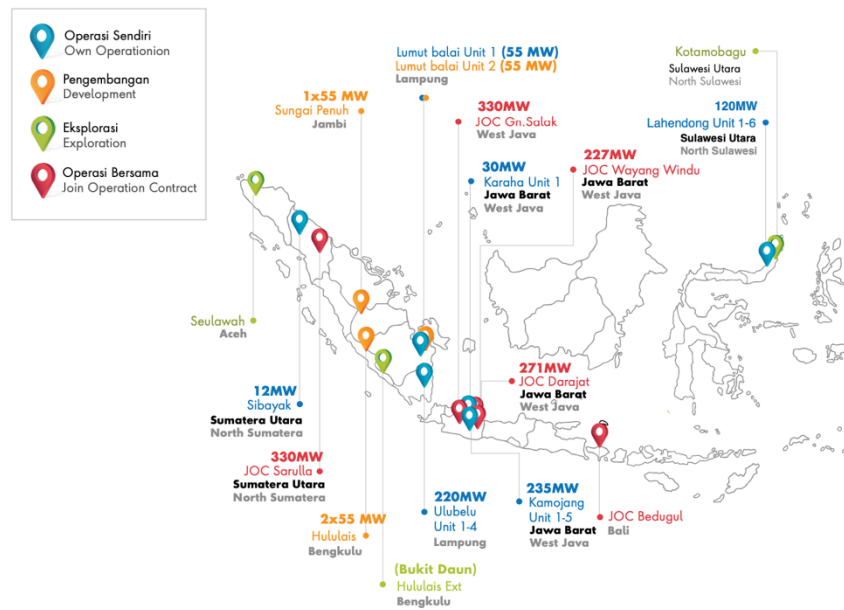 Operasi Sendiri
Own Operationion
Pengembangan
Development
Eksplorasi
Exploration
Operasi Bersama
Join Operation Contract
Lumut balai Unit 1 (55 MW)
Lumut balai Unit 2 (55 MW)
Lampung
Kotamobagu
Sulawesi Utara
North Sulawesi
1x55 MW
Sungai Penuh
Jambi
330MW
JOC Gn.Salak
West Java
120MW
Lahendong Unit 1-6
Sulawesi Utara
North Sulawesi
30MW
Karaha Unit 1
Jawa Barat
West Java
227MW
JOC Wayang Windu
Jawa Barat
West Java
Seulawah
Aceh
271MW
JOC Darajat
Jawa Barat
West Java
12MW
Sibayak
Sumatera Utara
North Sumatera
330MW
JOC Sarulla
Sumatera Utara
North Sumatera
220MW
Ulubelu
Unit 1-4
Lampung
235MW
Kamojang
Unit 1-5
Jawa Barat
West Java
JOC Bedugul
Bali
2x55 MW
Hululais
Bengkulu
(Bukit Daun)
Hululais Ext
Bengkulu